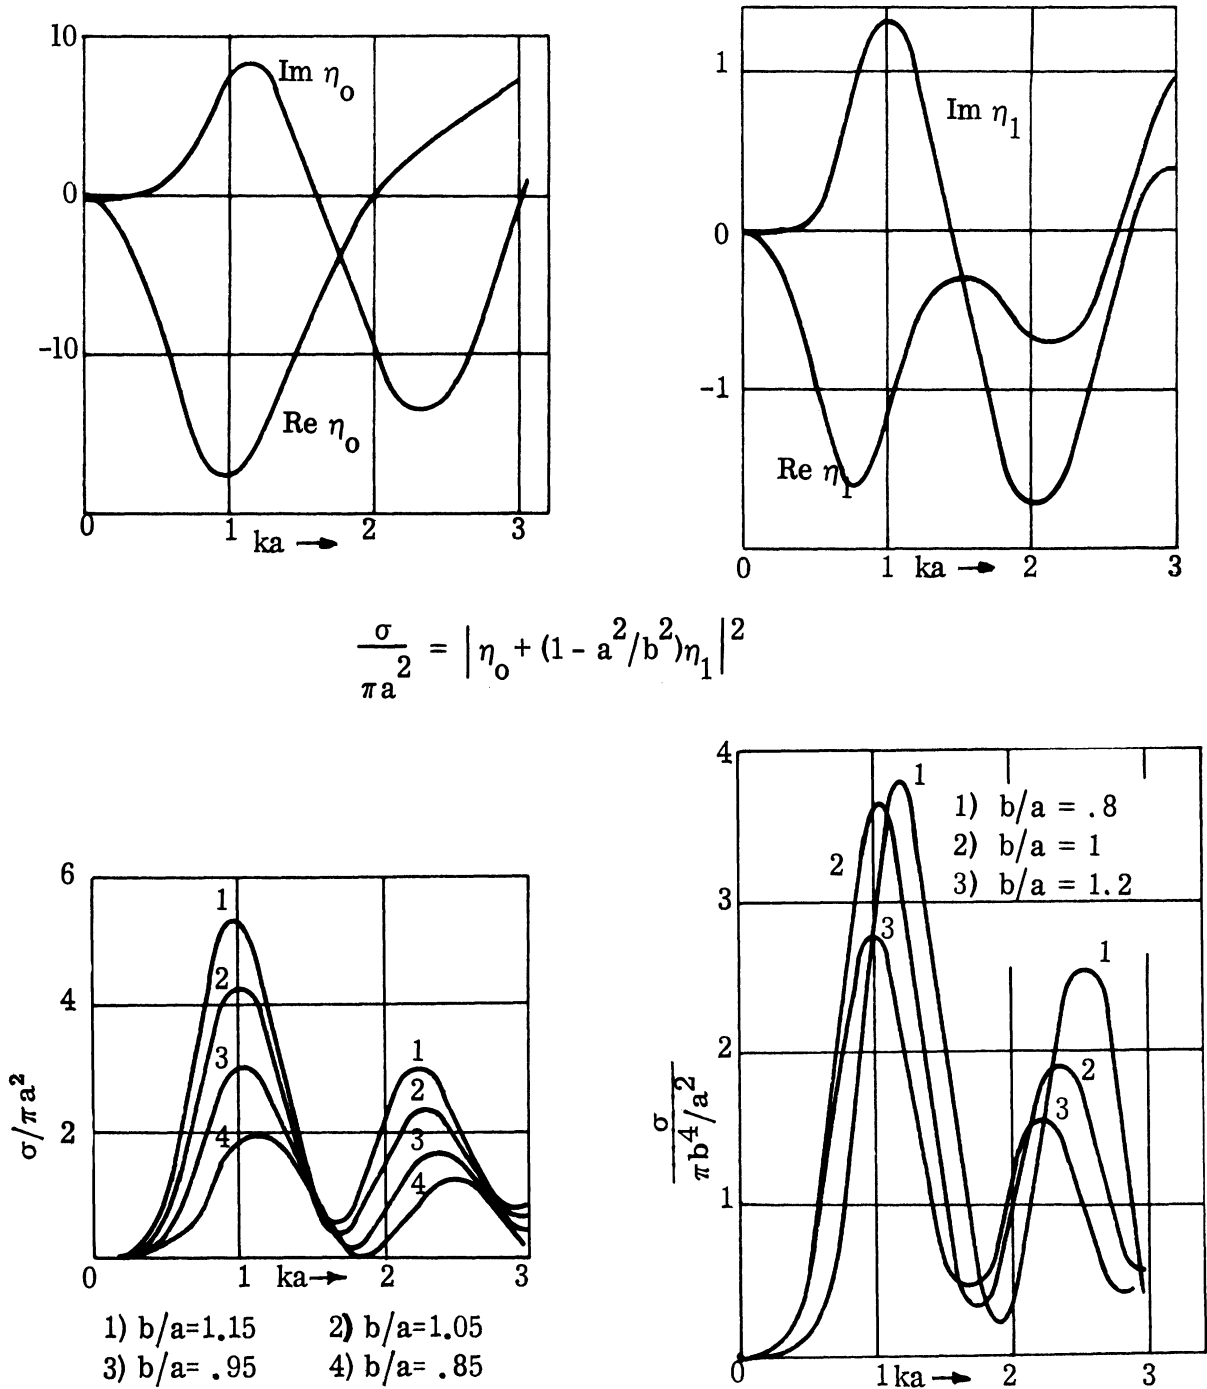 10
0
-10
Im η₀
Re η₀
0 1 2 3
ka →
1
0
-1
Im η₁
Re η₁
0 1 ka → 2 3
σ/πa² = |η₀ + (1 - a²/b²)η₁|²
6
4
2
σ/πa²
1
2
3
4
1
2
3
4
0 1 ka→ 2 3
1) b/a=1.15 2) b/a=1.05
3) b/a= .95 4) b/a= .85
4
3
2
1
σ/πb⁴/a²
1
2
3
1) b/a = .8
2) b/a = 1
3) b/a = 1.2
1
2
3
0 1 ka → 2 3